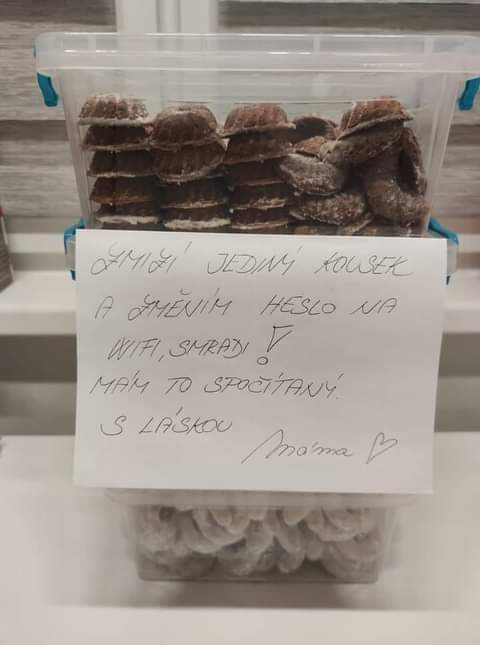 ZMIZÍ JEDINÝ KOUSEK
A ZMĚNÍM HESLO NA
WIFI, SMRADI!
MÁM TO SPOČÍTANÝ.
S LÁSKOU
Máma ♡